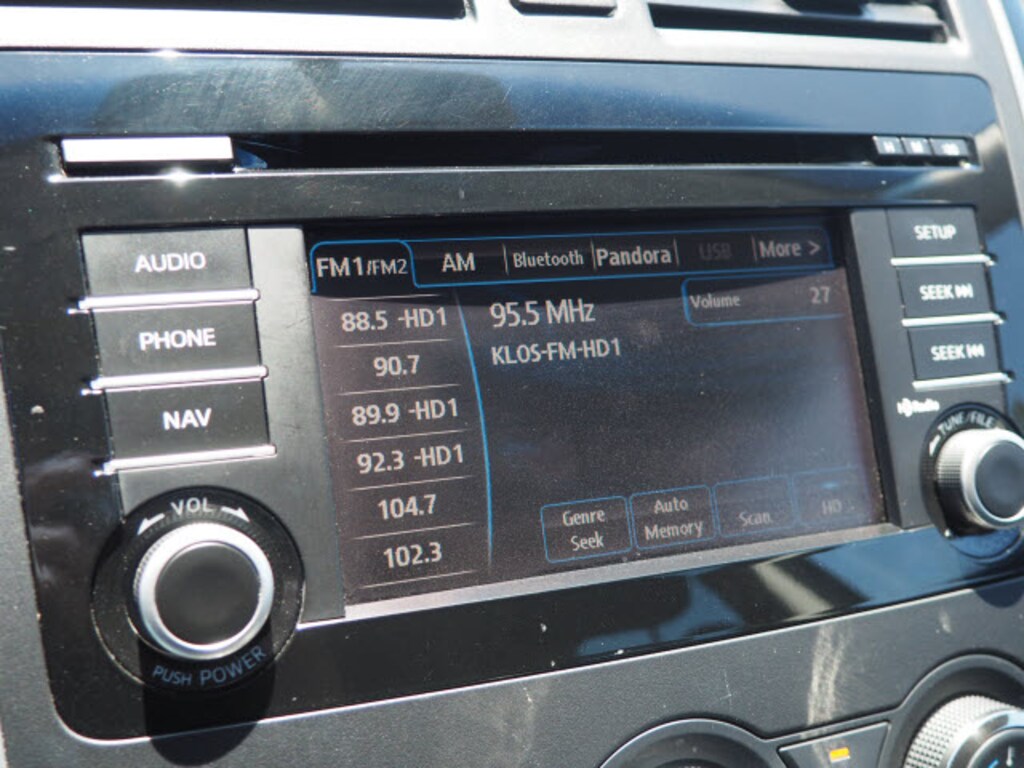 AUDIO
PHONE
NAV
VOL
PUSH POWER
FM1/FM2 AM Bluetooth Pandora USB More >
88.5 -HD1
90.7
89.9 -HD1
92.3 -HD1
104.7
102.3
95.5 MHz
KLOS-FM-HD1
Volume 27
Genre
Seek
Auto
Memory
Scan
HD
SETUP
SEEK
SEEK
HD Radio
TUNE/FILE